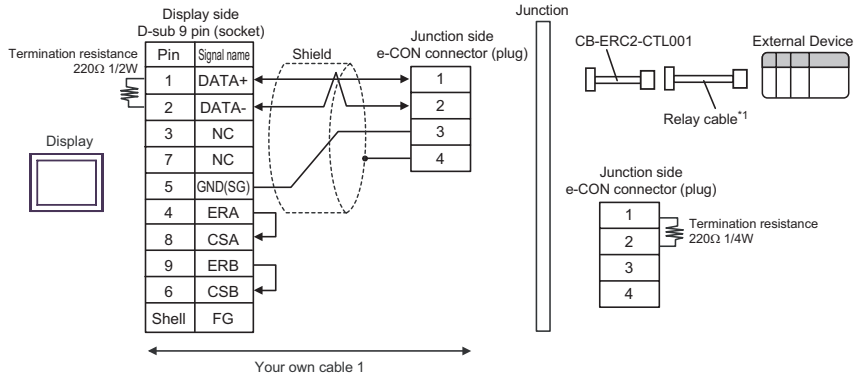 Display side
D-sub 9 pin (socket)
Junction side
e-CON connector (plug)
Junction
Termination resistance
220Ω 1/2W
Pin Signal name
Shield
1 DATA+
2 DATA-
3 NC
7 NC
5 GND(SG)
4 ERA
8 CSA
9 ERB
6 CSB
Shell FG
1
2
3
4
Display
Your own cable 1
CB-ERC2-CTL001
External Device
Relay cable*1
Junction side
e-CON connector (plug)
1
2
3
4
Termination resistance
220Ω 1/4W